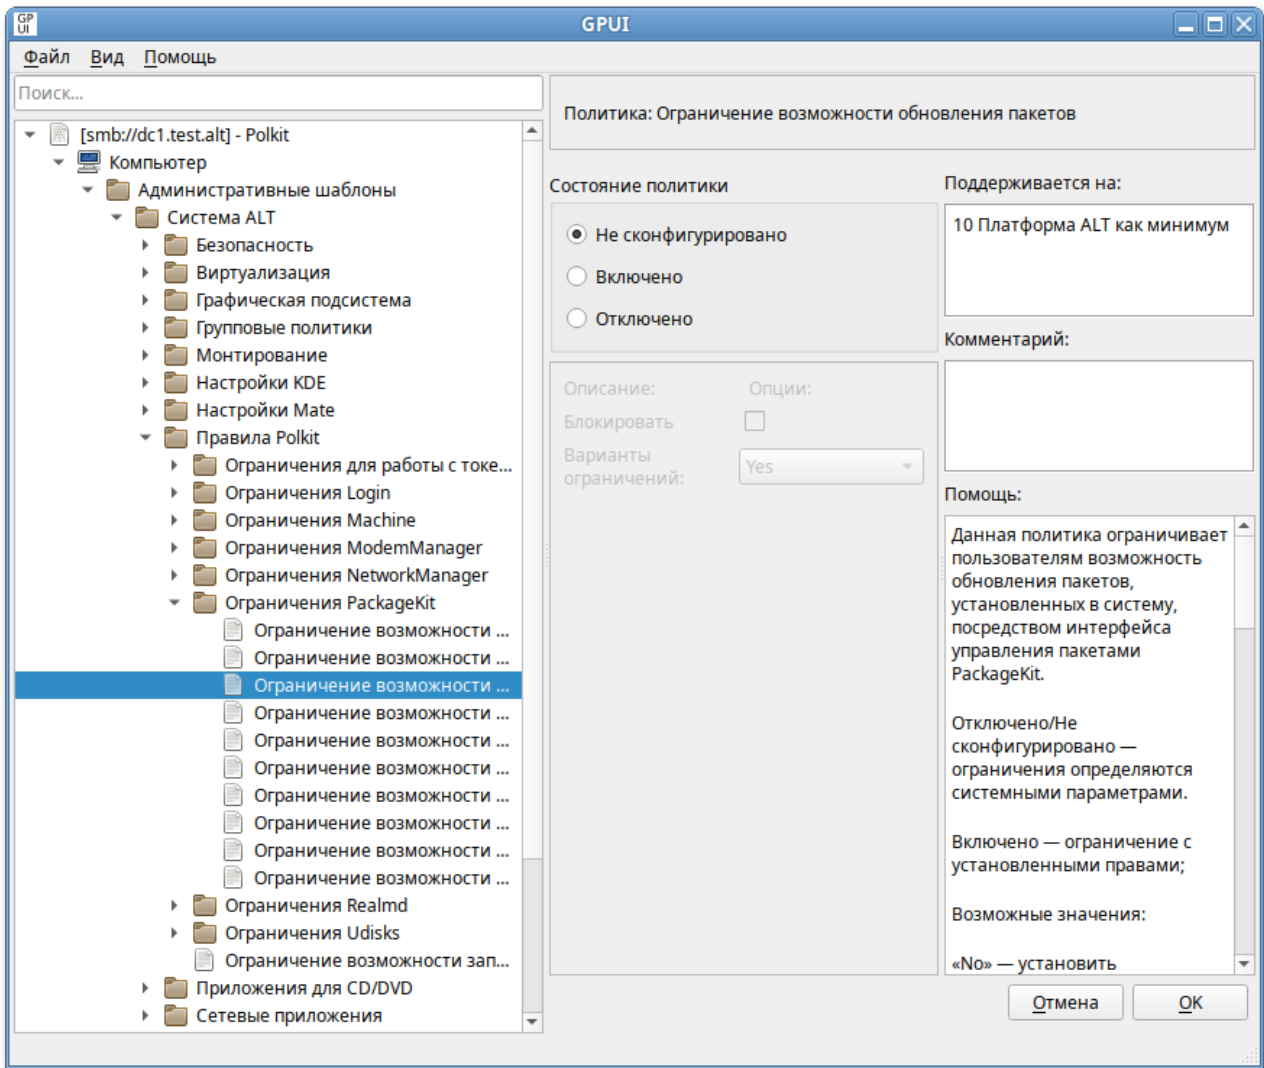 GP
UI
GPUI
Файл Вид Помощь
Поиск...
[smb://dc1.test.alt] - Polkit
Компьютер
Административные шаблоны
Система ALT
Безопасность
Виртуализация
Графическая подсистема
Групповые политики
Монтирование
Настройки KDE
Настройки Mate
Правила Polkit
Ограничения для работы с токе...
Ограничения Login
Ограничения Machine
Ограничения ModemManager
Ограничения NetworkManager
Ограничения PackageKit
Ограничение возможности ...
Ограничение возможности ...
Ограничение возможности ...
Ограничение возможности ...
Ограничение возможности ...
Ограничение возможности ...
Ограничение возможности ...
Ограничение возможности ...
Ограничение возможности ...
Ограничение возможности ...
Ограничения Realmd
Ограничения Udisks
Ограничение возможности зап...
Приложения для CD/DVD
Сетевые приложения
Политика: Ограничение возможности обновления пакетов
Состояние политики
Не сконфигурировано
Включено
Отключено
Описание: Опции:
Блокировать
Варианты
ограничений:
Yes
Поддерживается на:
10 Платформа ALT как минимум
Комментарий:
Помощь:
Данная политика ограничивает
пользователям возможность
обновления пакетов,
установленных в систему,
посредством интерфейса
управления пакетами
PackageKit.
Отключено/Не
сконфигурировано —
ограничения определяются
системными параметрами.
Включено — ограничение с
установленными правами;
Возможные значения:
«No» — установить
Отмена OK